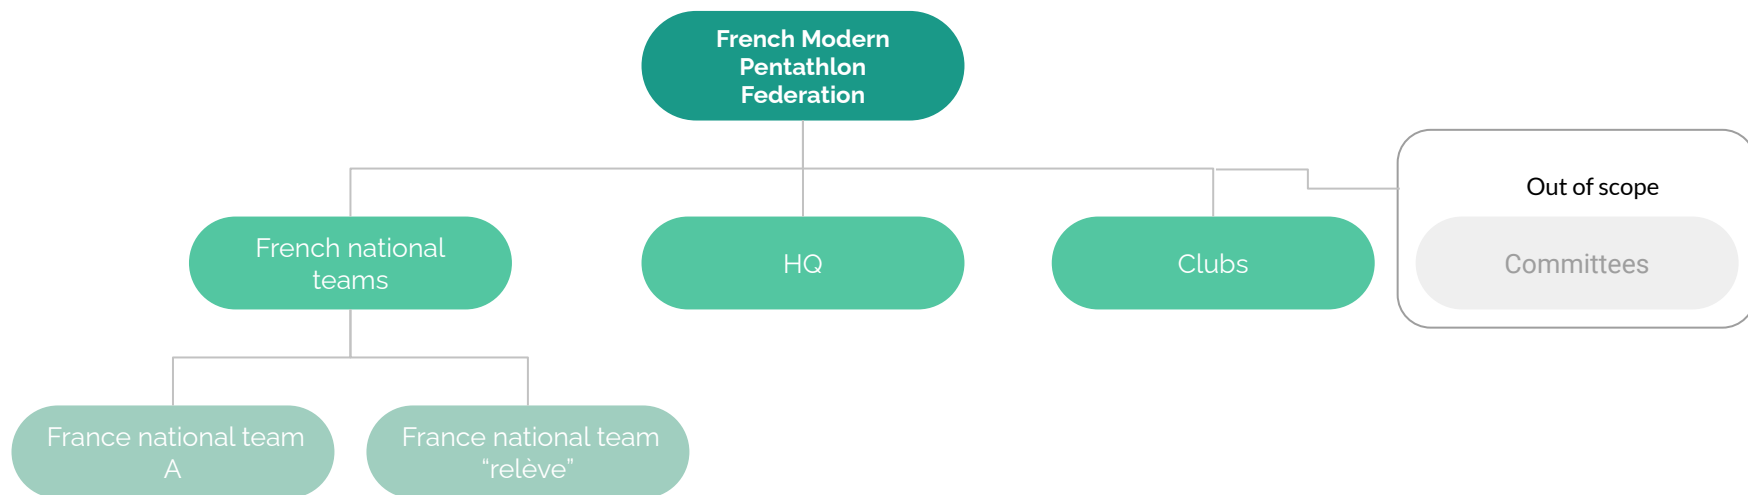 French Modern
Pentathlon
Federation
Out of scope
French national
teams
HQ
Clubs
Committees
France national team
A
France national team
“relève”